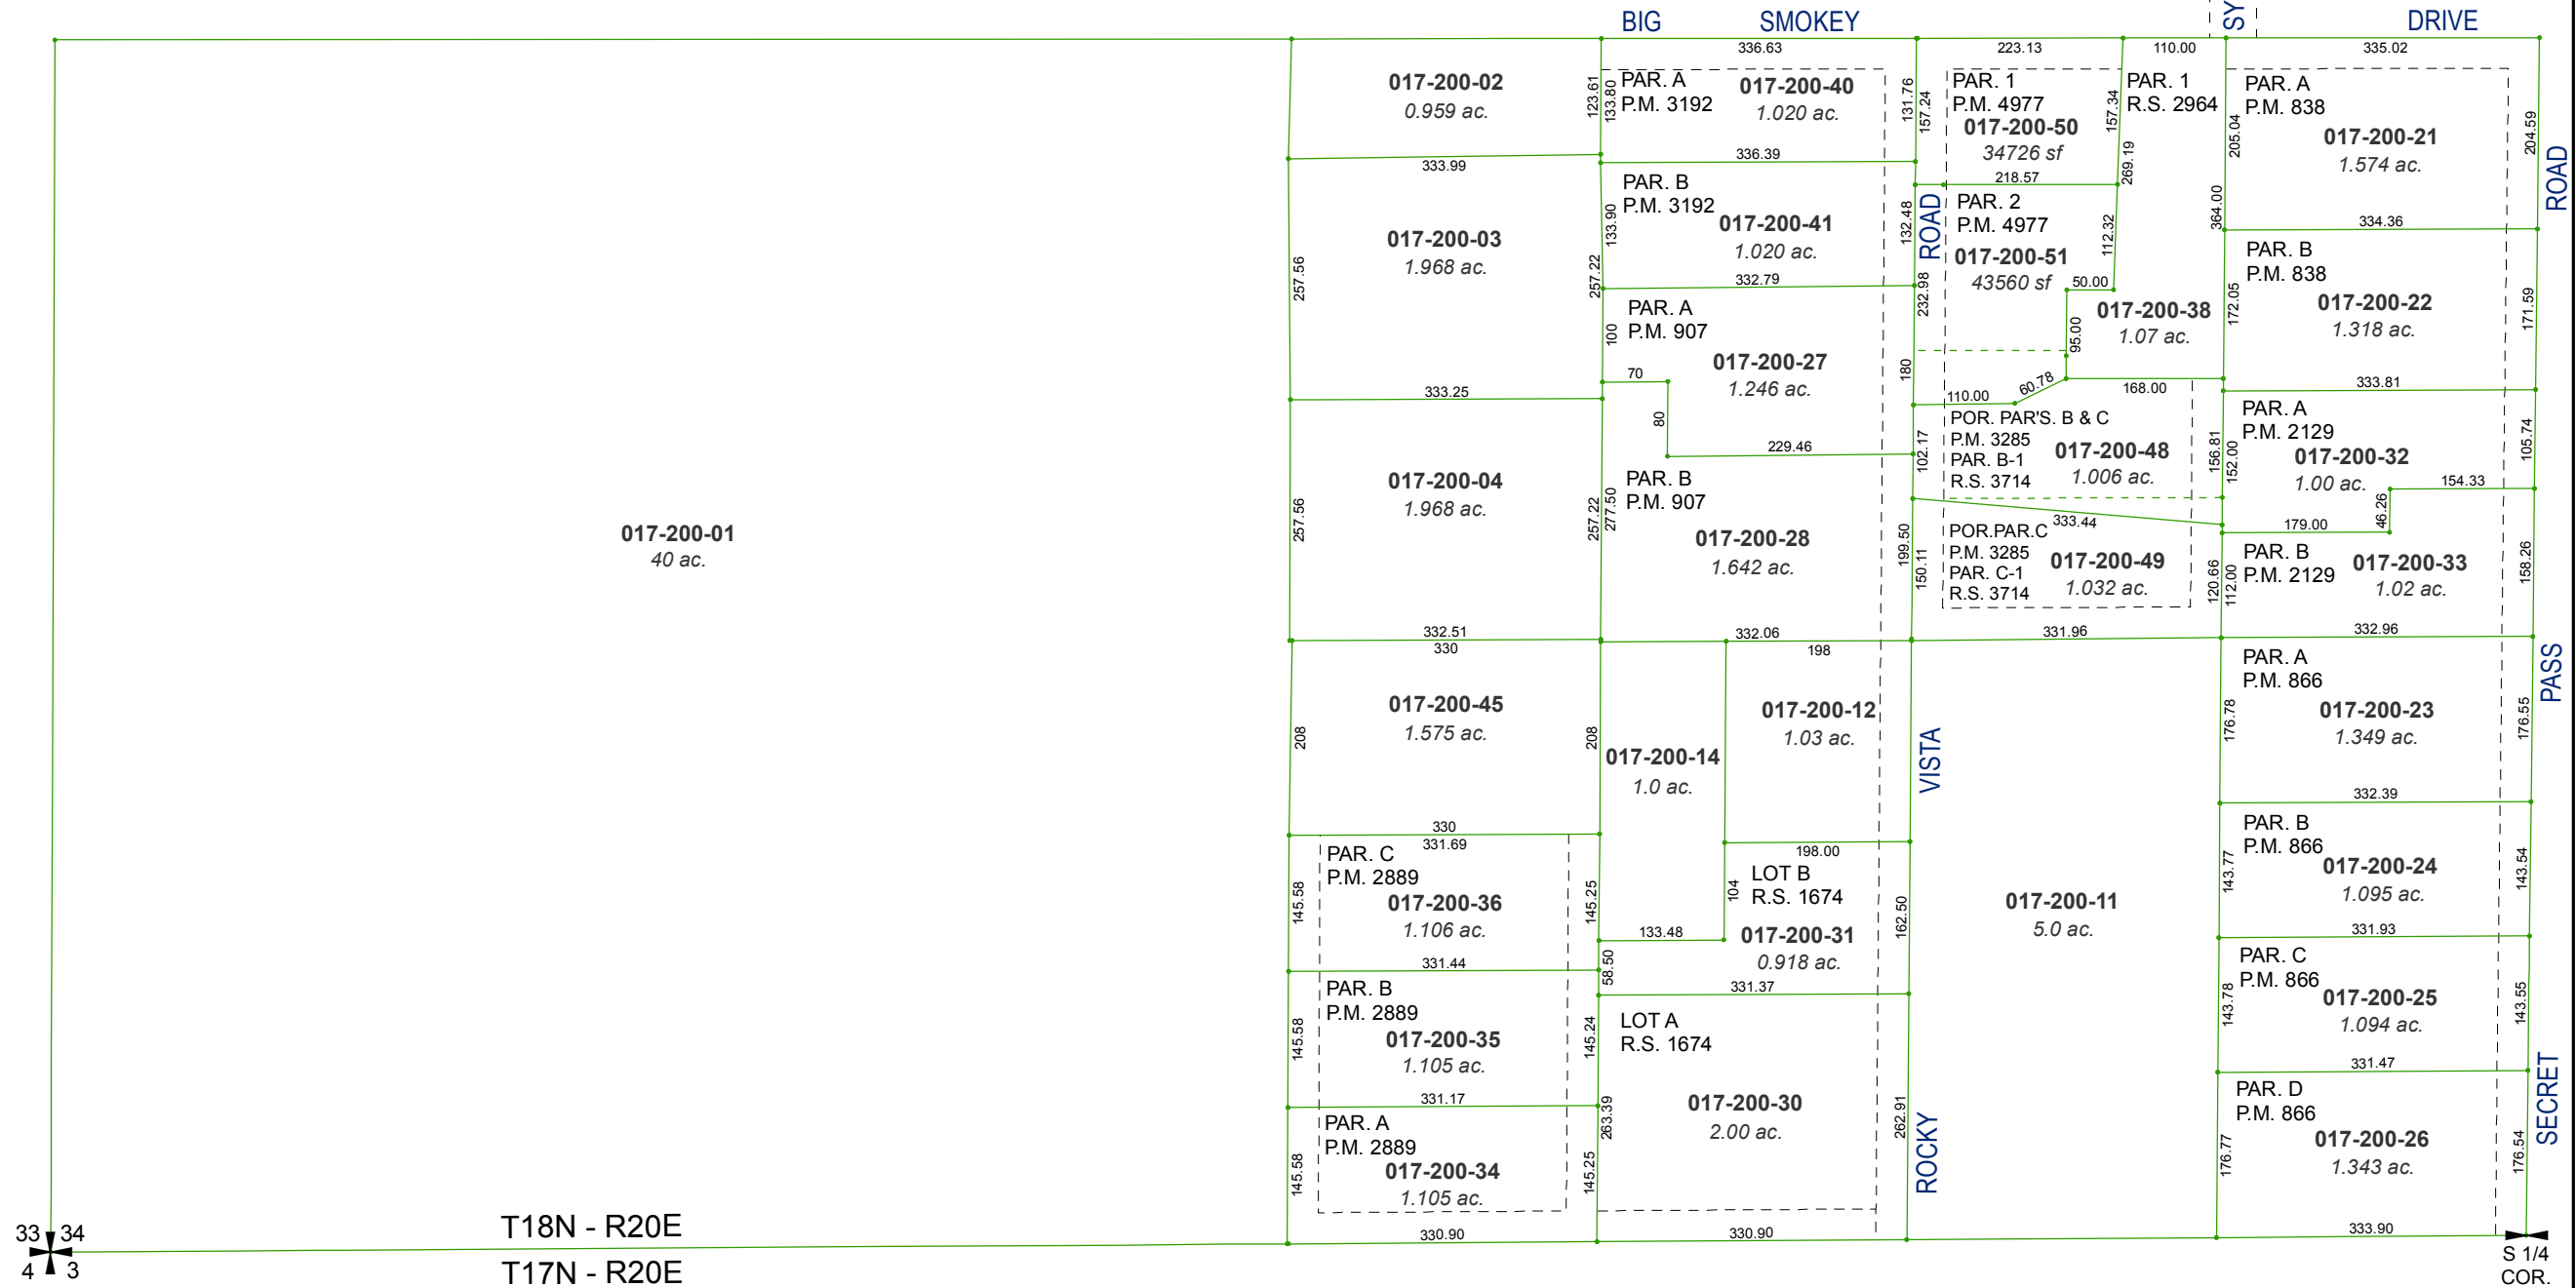 BIG SMOKEY SY DRIVE
336.63 223.13 110.00 335.02
017-200-02
0.959 ac.
123.61
133.80
PAR. A
P.M. 3192
017-200-40
1.020 ac.
131.76
157.24
PAR. 1
P.M. 4977
017-200-50
34726 sf
157.34
PAR. 1
R.S. 2964
269.19
205.04
364.00
PAR. A
P.M. 838
017-200-21
1.574 ac.
204.59
ROAD
333.99
336.39
218.57
334.36
017-200-03
1.968 ac.
257.56
257.22
133.90
PAR. B
P.M. 3192
017-200-41
1.020 ac.
132.48
ROAD
PAR. 2
P.M. 4977
017-200-51
43560 sf
112.32
50.00
95.00
017-200-38
1.07 ac.
172.05
PAR. B
P.M. 838
017-200-22
1.318 ac.
171.59
332.79
232.98
100
PAR. A
P.M. 907
017-200-27
1.246 ac.
180
70
80
229.46
110.00
60.78
168.00
333.81
333.25
017-200-04
1.968 ac.
257.56
257.22
277.50
PAR. B
P.M. 907
017-200-28
1.642 ac.
102.17
199.50
150.11
POR. PAR'S. B & C
P.M. 3285
PAR. B-1
R.S. 3714
017-200-48
1.006 ac.
156.81
152.00
PAR. A
P.M. 2129
017-200-32
1.00 ac.
105.74
154.33
46.26
179.00
333.44
POR.PAR.C
P.M. 3285
PAR. C-1
R.S. 3714
017-200-49
1.032 ac.
120.66
112.00
PAR. B
P.M. 2129
017-200-33
1.02 ac.
158.26
017-200-01
40 ac.
332.51
330
332.06
198
331.96
332.96
017-200-45
1.575 ac.
208
208
017-200-14
1.0 ac.
017-200-12
1.03 ac.
VISTA
PAR. A
P.M. 866
017-200-23
1.349 ac.
176.78
176.55
PASS
330
331.69
198.00
332.39
PAR. C
P.M. 2889
017-200-36
1.106 ac.
145.58
145.25
104
LOT B
R.S. 1674
017-200-31
0.918 ac.
133.48
58.50
162.50
017-200-11
5.0 ac.
143.77
PAR. B
P.M. 866
017-200-24
1.095 ac.
143.54
331.44
331.37
331.93
PAR. B
P.M. 2889
017-200-35
1.105 ac.
145.58
145.24
LOT A
R.S. 1674
017-200-30
2.00 ac.
263.39
262.91
PAR. C
P.M. 866
017-200-25
1.094 ac.
143.78
143.55
331.17
331.47
PAR. A
P.M. 2889
017-200-34
1.105 ac.
145.58
145.25
ROCKY
PAR. D
P.M. 866
017-200-26
1.343 ac.
176.77
176.54
SECRET
330.90 330.90 333.90
33 34
4 3
T18N - R20E
T17N - R20E
S 1/4
COR.